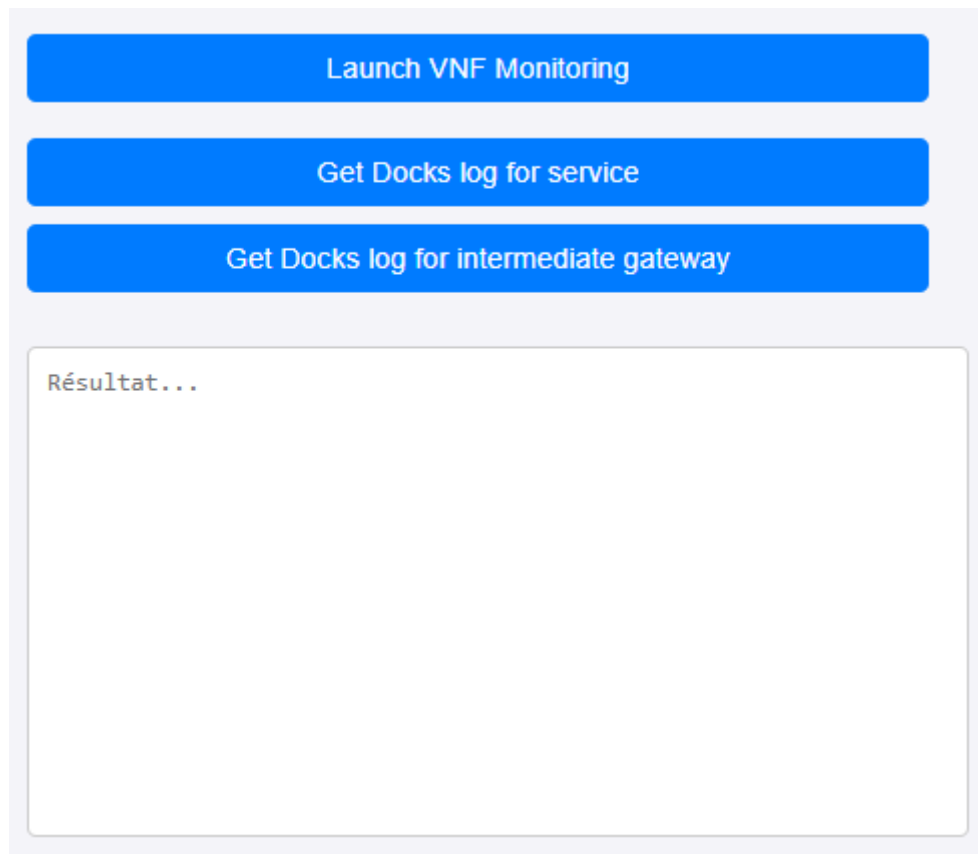 Launch VNF Monitoring
Get Docks log for service
Get Docks log for intermediate gateway
Résultat...